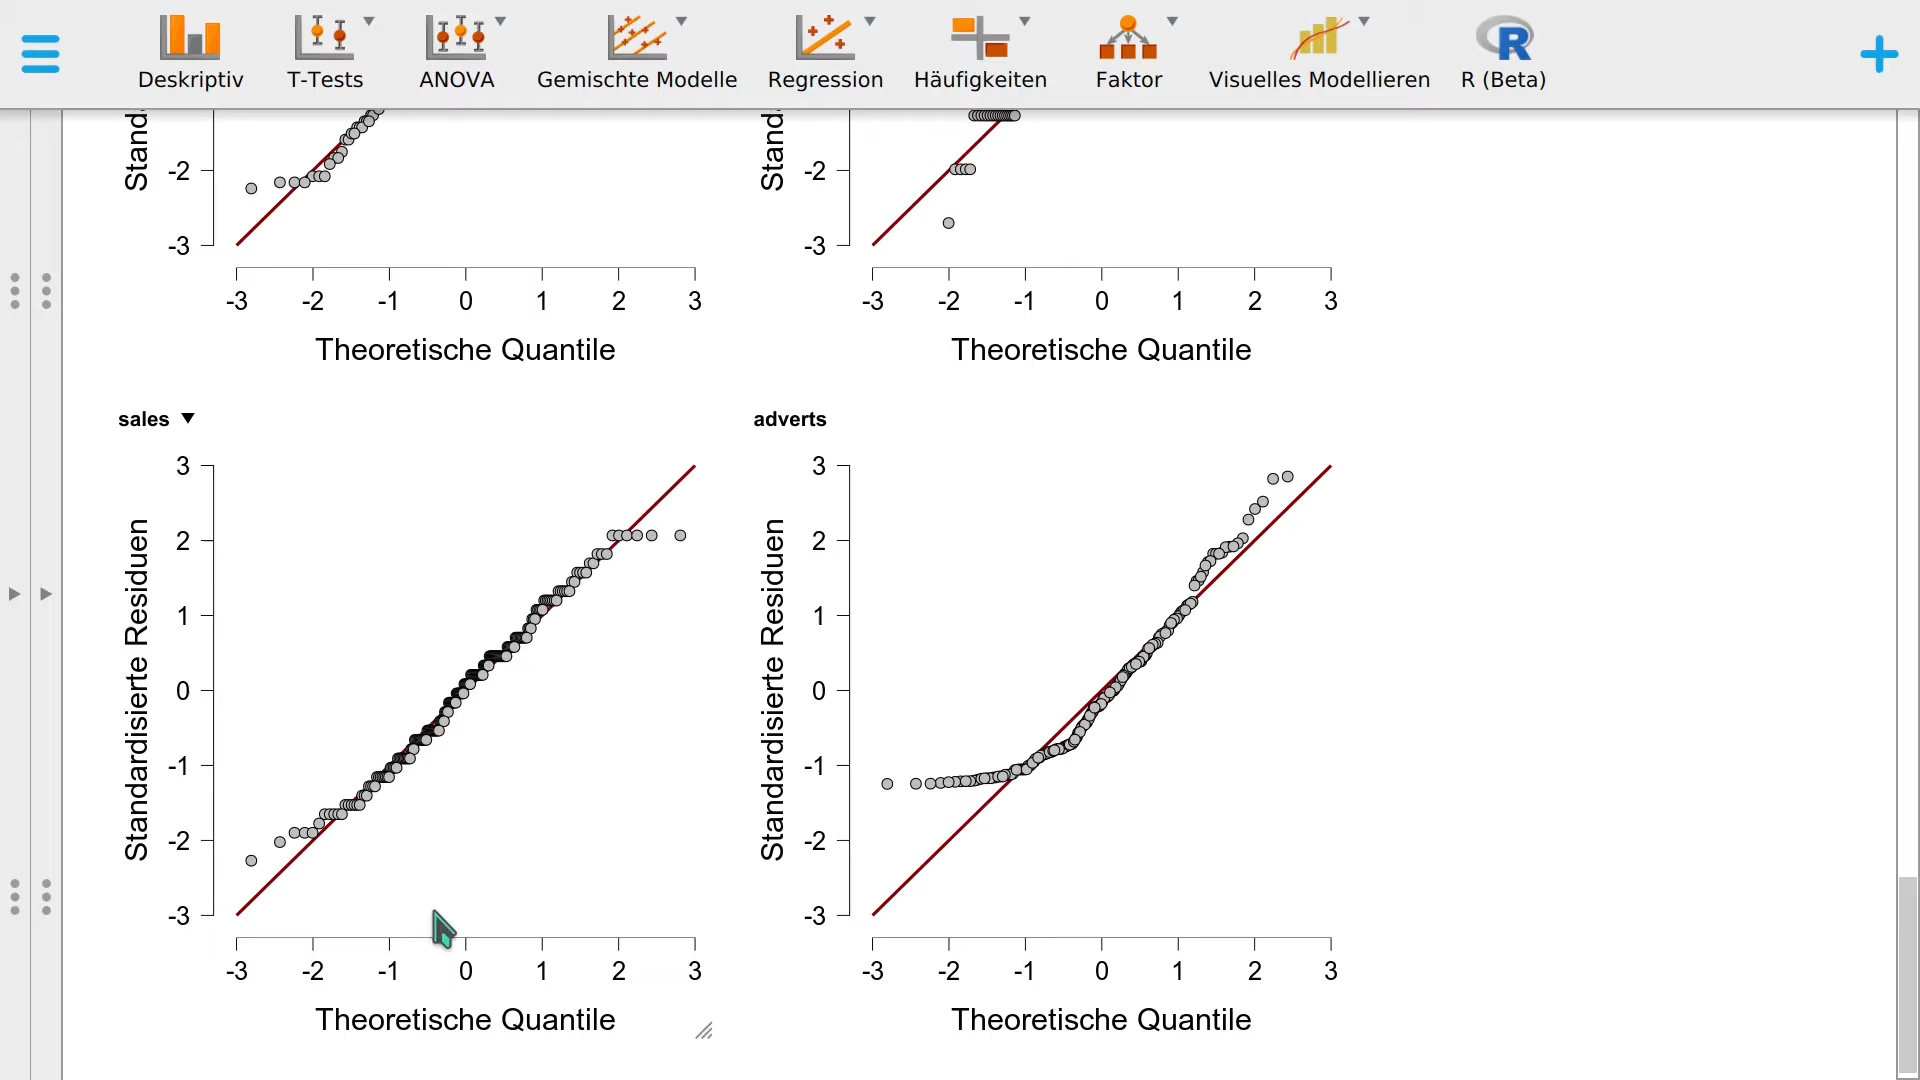 Deskriptiv T-Tests ANOVA Gemischte Modelle Regression Häufigkeiten Faktor Visuelles Modellieren R (Beta)
Stand
-2
-3
-3 -2 -1 0 1 2 3
Theoretische Quantile
Stand
-2
-3
-3 -2 -1 0 1 2 3
Theoretische Quantile
sales
Standardisierte Residuen
3
2
1
0
-1
-2
-3
-3 -2 -1 0 1 2 3
Theoretische Quantile
adverts
Standardisierte Residuen
3
2
1
0
-1
-2
-3
-3 -2 -1 0 1 2 3
Theoretische Quantile